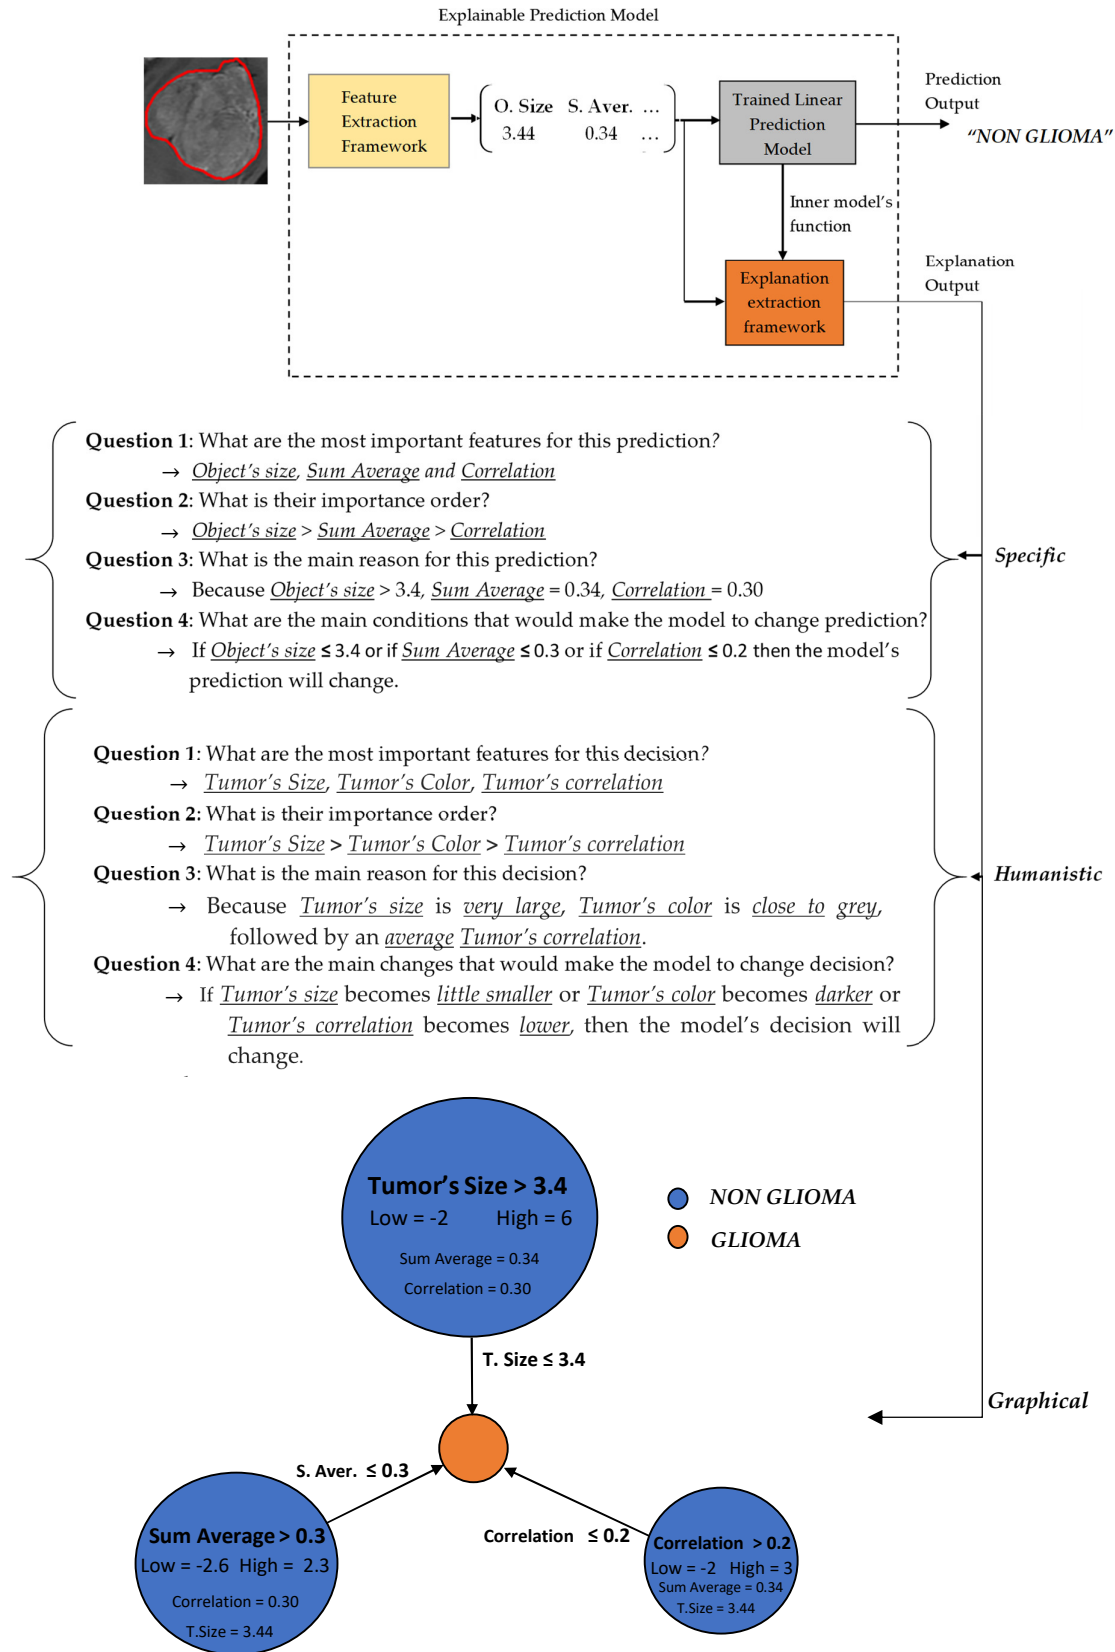 Explainable Prediction Model
Feature
Extraction
Framework
O. Size S. Aver. ...
3.44 0.34 ...
Trained Linear
Prediction
Model
Prediction
Output
“NON GLIOMA”
Inner model’s
function
Explanation
extraction
framework
Explanation
Output
Question 1: What are the most important features for this prediction?
→ Object’s size, Sum Average and Correlation
Question 2: What is their importance order?
→ Object’s size > Sum Average > Correlation
Question 3: What is the main reason for this prediction?
→ Because Object’s size > 3.4, Sum Average = 0.34, Correlation = 0.30
Question 4: What are the main conditions that would make the model to change prediction?
→ If Object’s size ≤ 3.4 or if Sum Average ≤ 0.3 or if Correlation ≤ 0.2 then the model’s
prediction will change.
Specific
Question 1: What are the most important features for this decision?
→ Tumor’s Size, Tumor’s Color, Tumor’s correlation
Question 2: What is their importance order?
→ Tumor’s Size > Tumor’s Color > Tumor’s correlation
Question 3: What is the main reason for this decision?
→ Because Tumor’s size is very large, Tumor’s color is close to grey,
followed by an average Tumor’s correlation.
Question 4: What are the main changes that would make the model to change decision?
→ If Tumor’s size becomes little smaller or Tumor’s color becomes darker or
Tumor’s correlation becomes lower, then the model’s decision will
change.
Humanistic
Tumor’s Size > 3.4
Low = -2 High = 6
Sum Average = 0.34
Correlation = 0.30
NON GLIOMA
GLIOMA
T. Size ≤ 3.4
Graphical
S. Aver. ≤ 0.3
Correlation ≤ 0.2
Sum Average > 0.3
Low = -2.6 High = 2.3
Correlation = 0.30
T.Size = 3.44
Correlation > 0.2
Low = -2 High = 3
Sum Average = 0.34
T.Size = 3.44